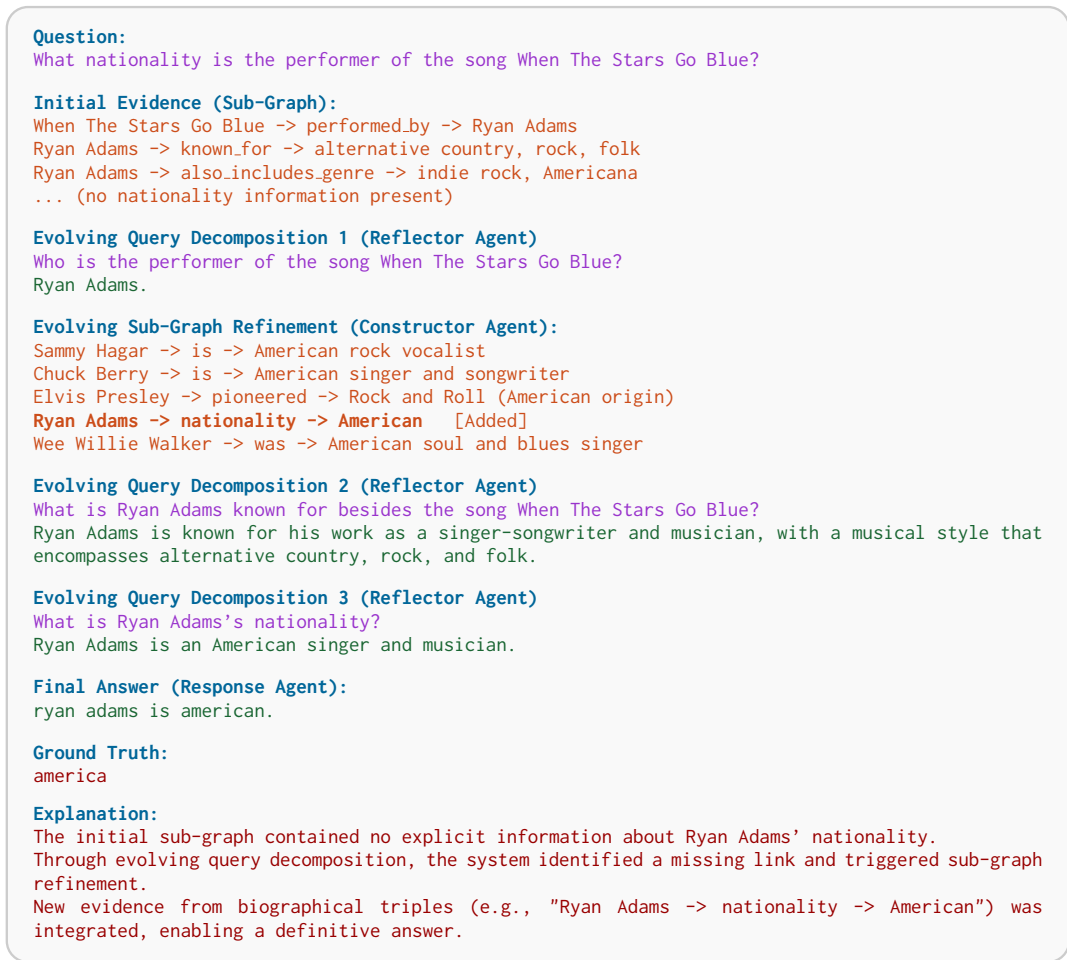 Question:
What nationality is the performer of the song When The Stars Go Blue?
Initial Evidence (Sub-Graph):
When The Stars Go Blue -> performed_by -> Ryan Adams
Ryan Adams -> known_for -> alternative country, rock, folk
Ryan Adams -> also_includes_genre -> indie rock, Americana
... (no nationality information present)
Evolving Query Decomposition 1 (Reflector Agent)
Who is the performer of the song When The Stars Go Blue?
Ryan Adams.
Evolving Sub-Graph Refinement (Constructor Agent):
Sammy Hagar -> is -> American rock vocalist
Chuck Berry -> is -> American singer and songwriter
Elvis Presley -> pioneered -> Rock and Roll (American origin)
Ryan Adams -> nationality -> American [Added]
Wee Willie Walker -> was -> American soul and blues singer
Evolving Query Decomposition 2 (Reflector Agent)
What is Ryan Adams known for besides the song When The Stars Go Blue?
Ryan Adams is known for his work as a singer-songwriter and musician, with a musical style that
encompasses alternative country, rock, and folk.
Evolving Query Decomposition 3 (Reflector Agent)
What is Ryan Adams's nationality?
Ryan Adams is an American singer and musician.
Final Answer (Response Agent):
ryan adams is american.
Ground Truth:
america
Explanation:
The initial sub-graph contained no explicit information about Ryan Adams' nationality.
Through evolving query decomposition, the system identified a missing link and triggered sub-graph
refinement.
New evidence from biographical triples (e.g., "Ryan Adams -> nationality -> American") was
integrated, enabling a definitive answer.